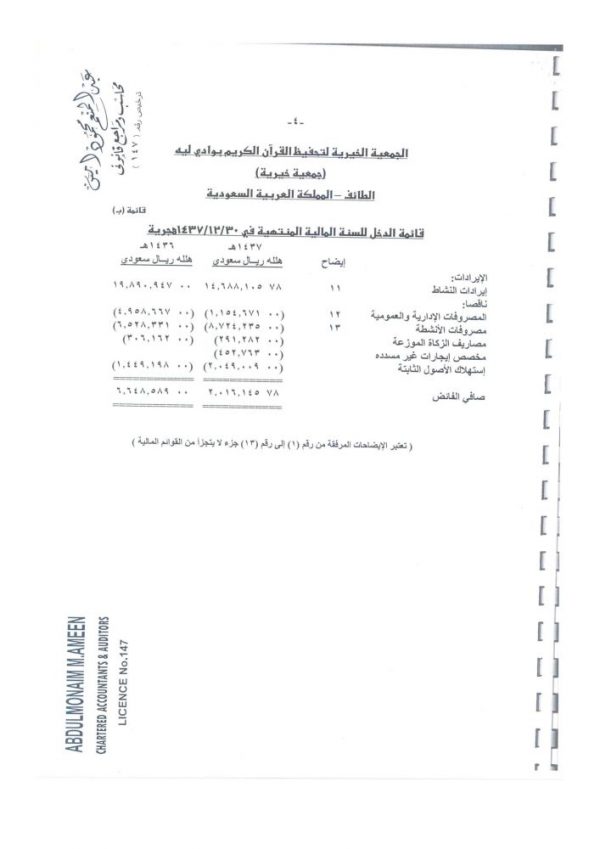 -٤-
عبدالمنعم محمود امين
محاسب ومراجع قانوني
ترخيص رقم ( ١٤٧ )
الجمعية الخيرية لتحفيظ القرآن الكريم بوادي ليه
(جمعية خيرية)
الطائف – المملكة العربية السعودية
قائمة (ب)
قائمة الدخل للسنة المالية المنتهية في ١٤٣٧/١٢/٣٠هجرية
١٤٣٧هـ ١٤٣٦هـ
إيضاح هلله ريال سعودي هلله ريال سعودي
الإيرادات:
إيرادات النشاط ١١ ٧٨ ١٤,٦٨٨,١٠٥ ٠٠ ١٩,٨٩٠,٩٤٧
ناقصا:
المصروفات الإدارية والعمومية ١٢ (٠٠ ١,١٥٤,٦٧١) (٠٠ ٤,٩٥٨,٦٦٧)
مصروفات الأنشطة ١٣ (٠٠ ٨,٧٢٤,٢٣٥) (٠٠ ٦,٥٢٨,٣٣١)
مصاريف الزكاة الموزعة (٠٠ ٢٩١,٢٨٢) (٠٠ ٣٠٦,١٦٢)
مخصص إيجارات غير مسدده (٠٠ ٤٥٢,٧٦٣)
إستهلاك الأصول الثابتة (٠٠ ٢,٠٤٩,٠٠٩) (٠٠ ١,٤٤٩,١٩٨)
صافي الفائض ٧٨ ٢,٠١٦,١٤٥ ٠٠ ٦,٦٤٨,٥٨٩
( تعتبر الإيضاحات المرفقة من رقم (١) إلى رقم (١٣) جزء لا يتجزأ من القوائم المالية )
ABDULMONAIM M.AMEEN
CHARTERED ACCOUNTANTS & AUDITORS
LICENCE No.147